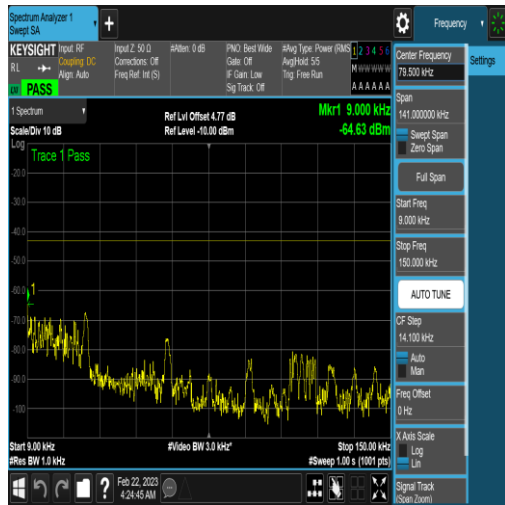 Spectrum Analyzer 1
Swept SA
+
Frequency
KEYSIGHT
Input: RF
Coupling: DC
Align: Auto
Input Z: 50 Ω
Corrections: Off
Freq Ref: Int (S)
#Atten: 0 dB
PNO: Best Wide
Gate: Off
IF Gain: Low
Sig Track: Off
#Avg Type: Power (RMS
Avg|Hold: 5/5
Trig: Free Run
1 2 3 4 5 6
M W W W W W
A A A A A A
RL
PASS
1 Spectrum
Scale/Div 10 dB
Ref Lvl Offset 4.77 dB
Ref Level -10.00 dBm
Mkr1 9.000 kHz
-64.63 dBm
Log
Trace 1 Pass
-20.0
-30.0
-40.0
-50.0
-60.0
1
-70.0
-80.0
-90.0
-100
Start 9.00 kHz
#Res BW 1.0 kHz
#Video BW 3.0 kHz*
Stop 150.00 kHz
#Sweep 1.00 s (1001 pts)
Feb 22, 2023
4:24:45 AM
?
Center Frequency
79.500 kHz
Span
141.000000 kHz
Swept Span
Zero Span
Full Span
Start Freq
9.000 kHz
Stop Freq
150.000 kHz
AUTO TUNE
CF Step
14.100 kHz
Auto
Man
Freq Offset
0 Hz
X Axis Scale
Log
Lin
Signal Track
(Span Zoom)
Settings